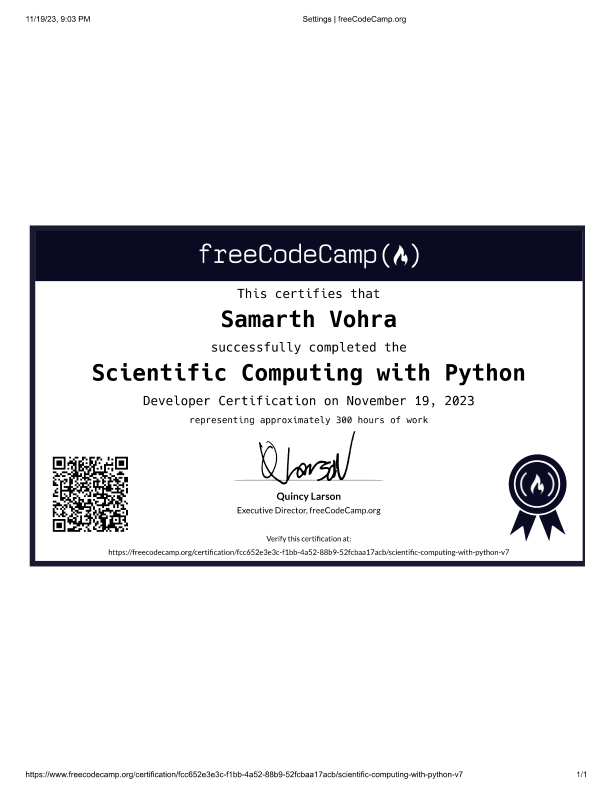 11/19/23, 9:03 PM Settings | freeCodeCamp.org
freeCodeCamp
This certifies that
Samarth Vohra
successfully completed the
Scientific Computing with Python
Developer Certification on November 19, 2023
representing approximately 300 hours of work
QLarson
Quincy Larson
Executive Director, freeCodeCamp.org
Verify this certification at:
https://freecodecamp.org/certification/fcc652e3e3c-f1bb-4a52-88b9-52fcbaa17acb/scientific-computing-with-python-v7
https://www.freecodecamp.org/certification/fcc652e3e3c-f1bb-4a52-88b9-52fcbaa17acb/scientific-computing-with-python-v7 1/1